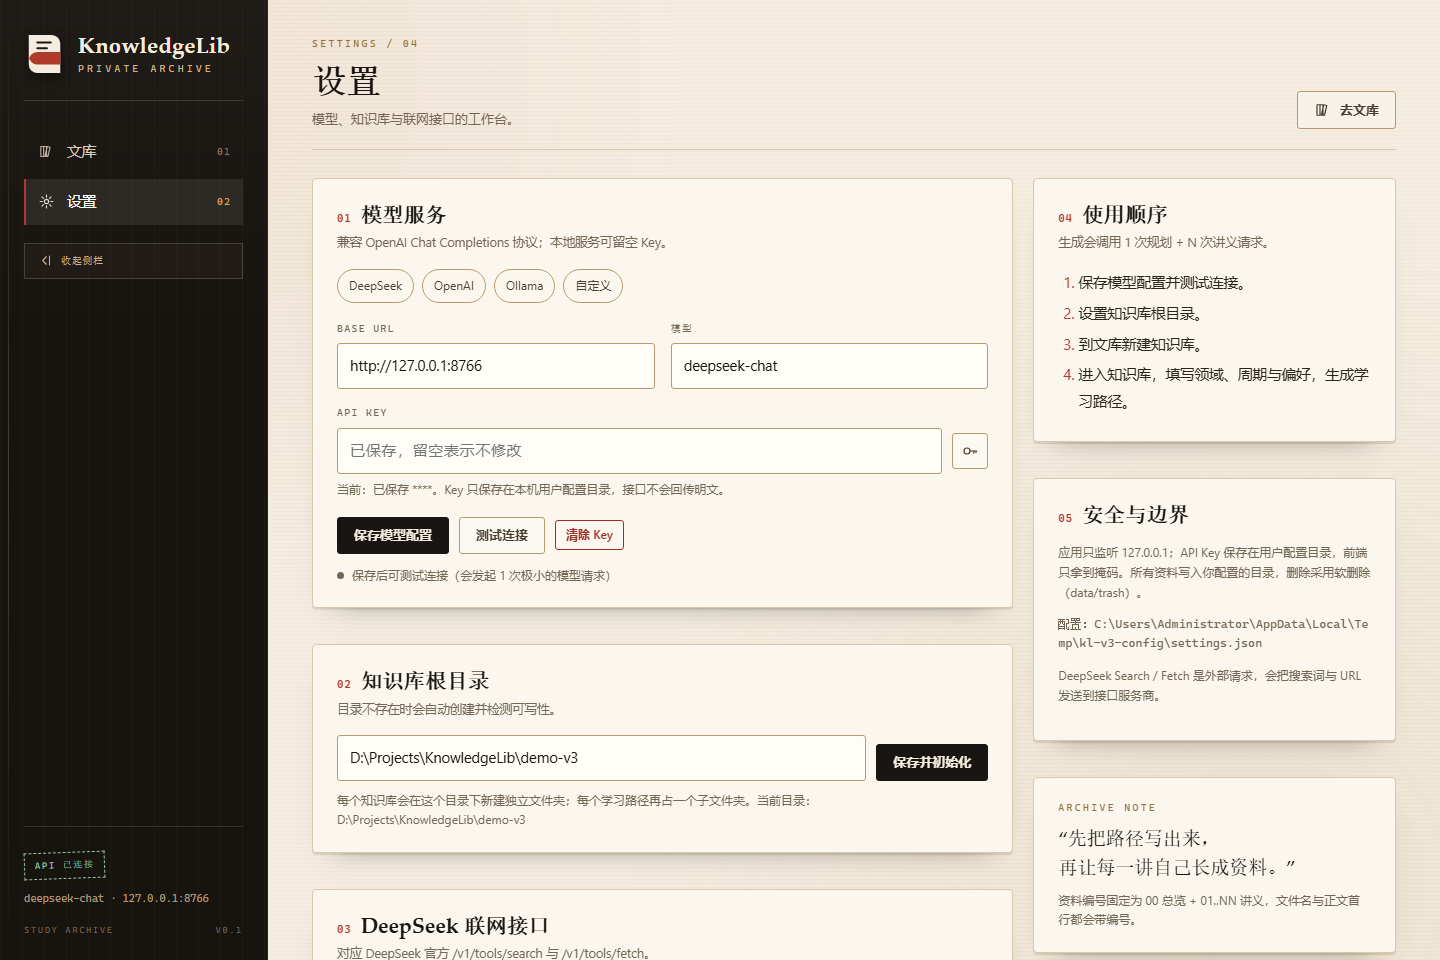 KnowledgeLib
PRIVATE ARCHIVE
文库 01
设置 02
收起侧栏
API 已连接
deepseek-chat · 127.0.0.1:8766
STUDY ARCHIVE V0.1
SETTINGS / 04
设置
模型、知识库与联网接口的工作台。
去文库
01 模型服务
兼容 OpenAI Chat Completions 协议；本地服务可留空 Key。
DeepSeek OpenAI Ollama 自定义
BASE URL 模型
http://127.0.0.1:8766 deepseek-chat
API KEY
已保存，留空表示不修改
当前：已保存 ****。Key 只保存在本机用户配置目录，接口不会回传明文。
保存模型配置 测试连接 清除 Key
保存后可测试连接（会发起 1 次极小的模型请求）
02 知识库根目录
目录不存在时会自动创建并检测可写性。
D:\Projects\KnowledgeLib\demo-v3 保存并初始化
每个知识库会在这个目录下新建独立文件夹；每个学习路径再占一个子文件夹。当前目录：
D:\Projects\KnowledgeLib\demo-v3
03 DeepSeek 联网接口
对应 DeepSeek 官方 /v1/tools/search 与 /v1/tools/fetch。
04 使用顺序
生成会调用 1 次规划 + N 次讲义请求。
1. 保存模型配置并测试连接。
2. 设置知识库根目录。
3. 到文库新建知识库。
4. 进入知识库，填写领域、周期与偏好，生成学
习路径。
05 安全与边界
应用只监听 127.0.0.1；API Key 保存在用户配置目录，前端
只拿到掩码。所有资料写入你配置的目录，删除采用软删除
（data/trash）。
配置：C:\Users\Administrator\AppData\Local\Te
mp\kl-v3-config\settings.json
DeepSeek Search / Fetch 是外部请求，会把搜索词与 URL
发送到接口服务商。
ARCHIVE NOTE
“先把路径写出来，
再让每一讲自己长成资料。”
资料编号固定为 00 总览 + 01..NN 讲义，文件名与正文首
行都会带编号。